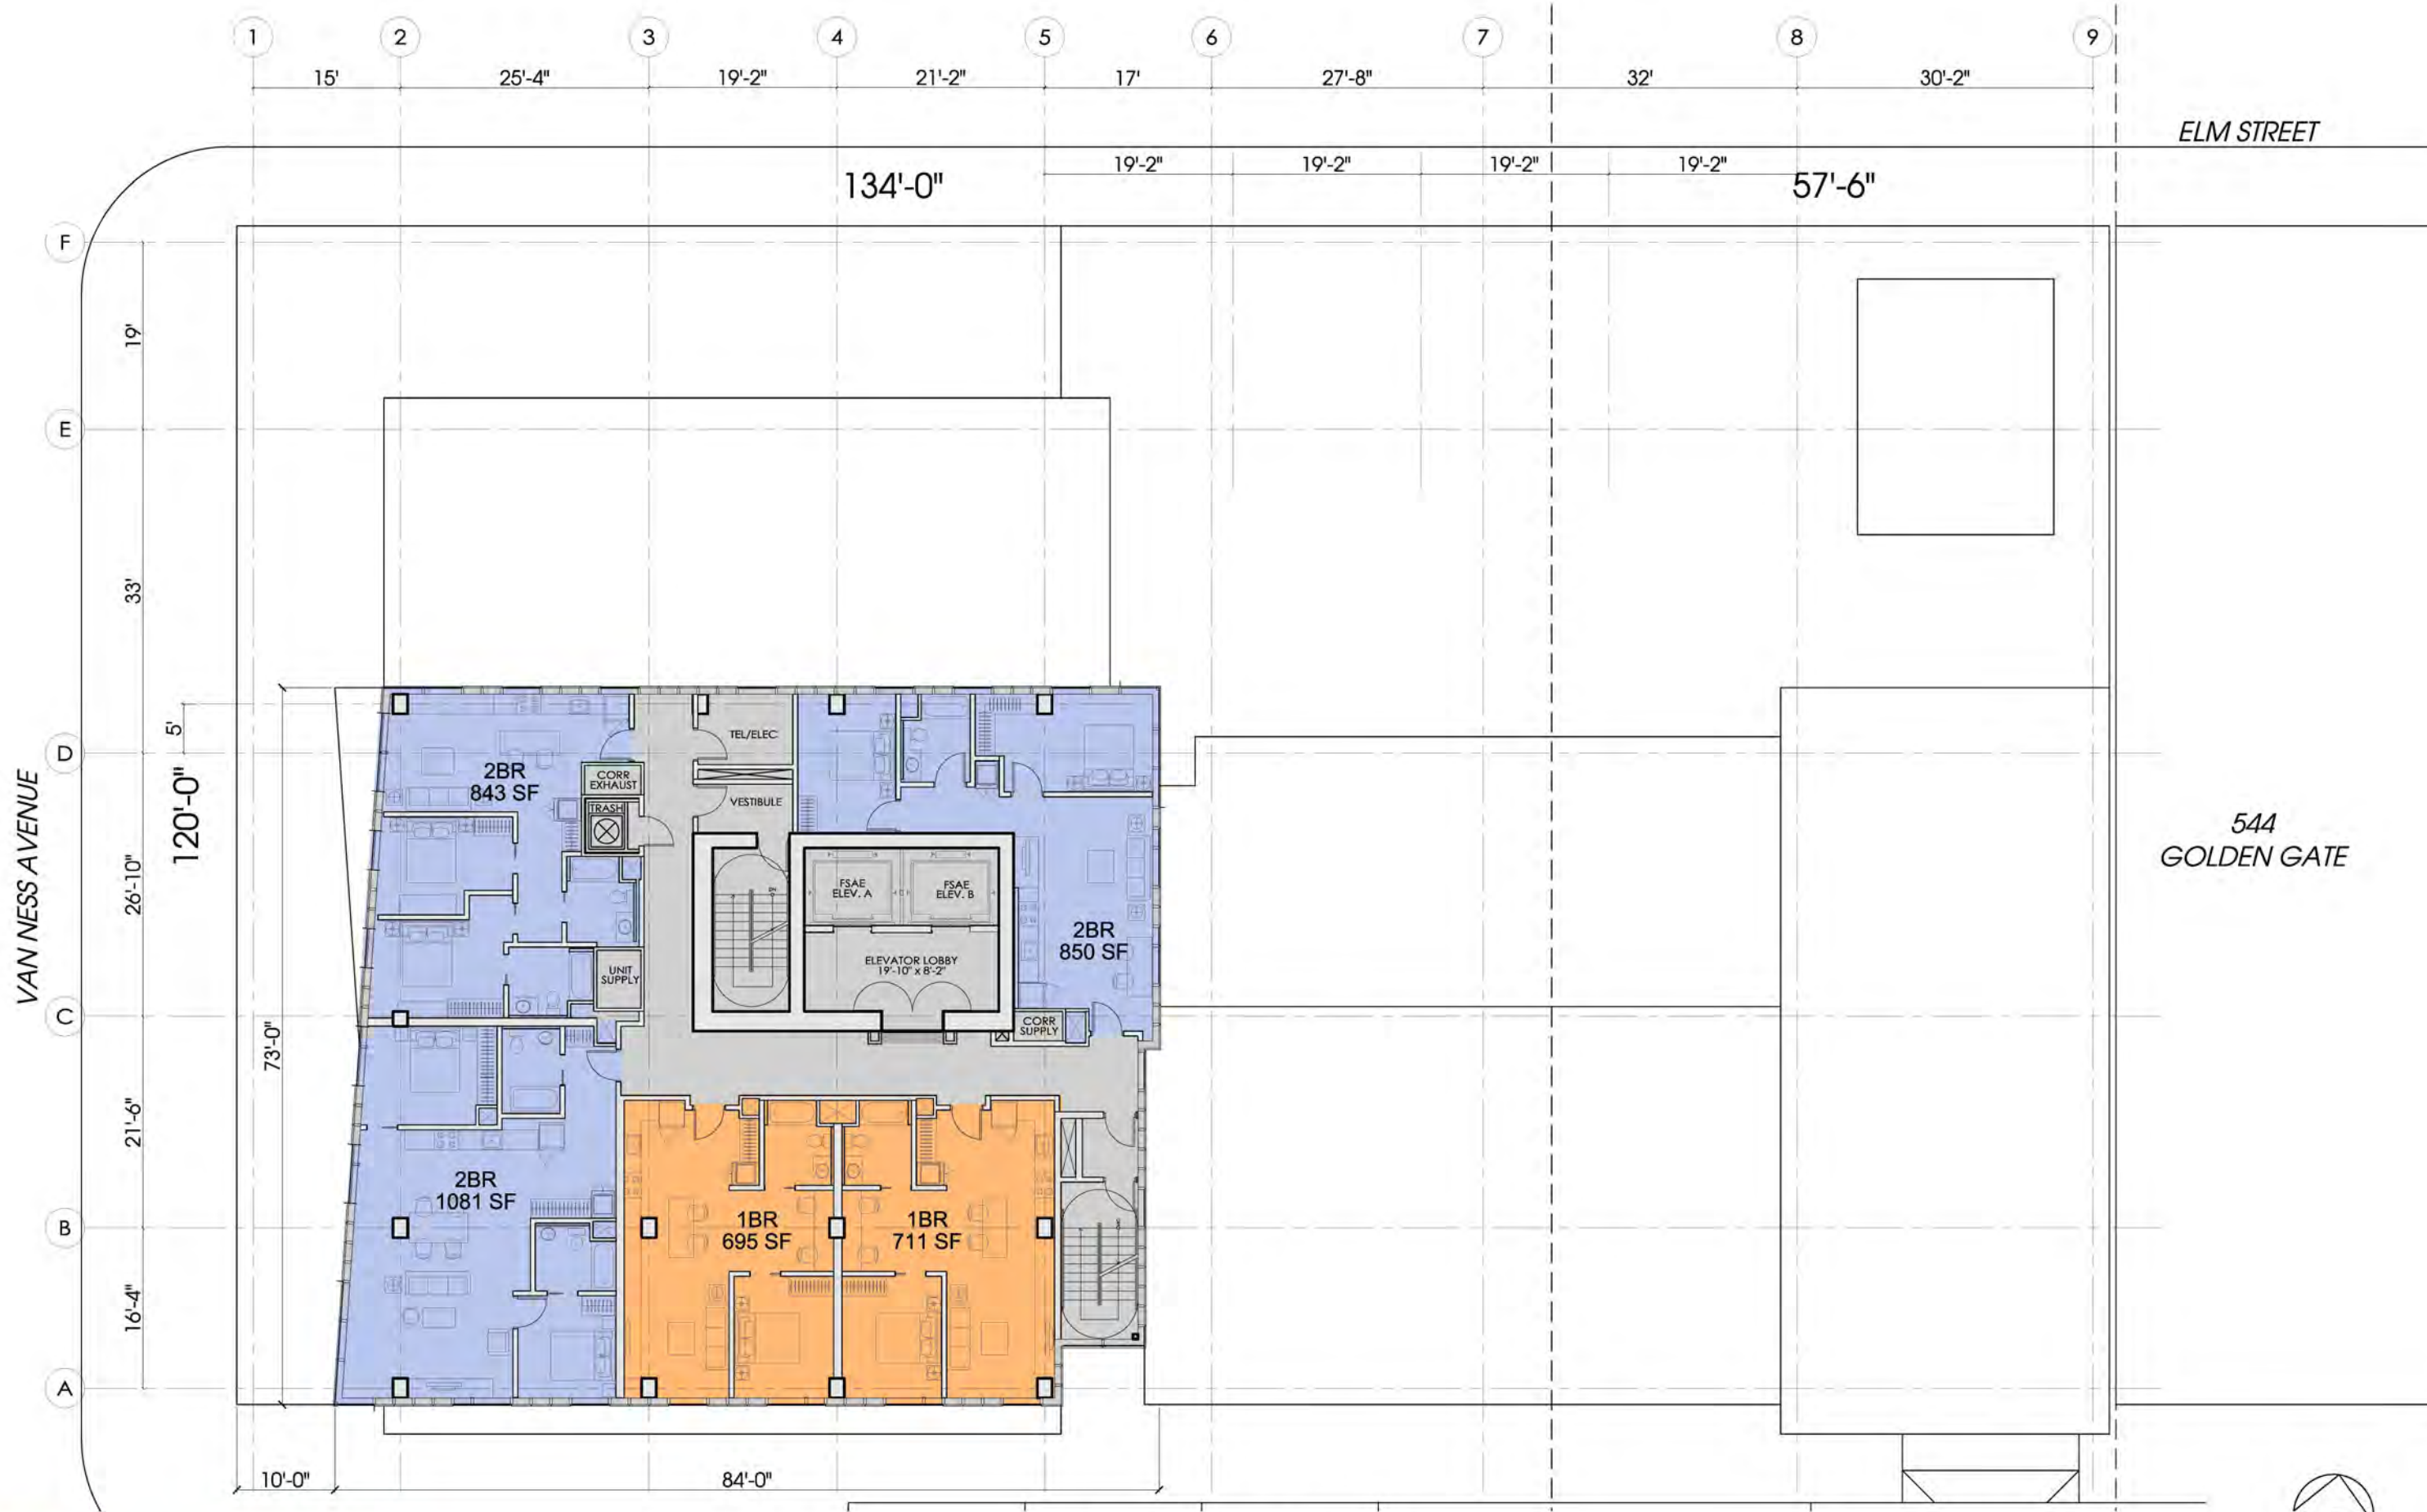 1 2 3 4 5 6 7 8 9
15' 25'-4" 19'-2" 21'-2" 17' 27'-8" 32' 30'-2"
ELM STREET
19'-2" 19'-2" 19'-2" 19'-2"
134'-0" 57'-6"
F
19'
E
33'
5'
D
120'-0"
VAN NESS AVENUE
26'-10"
C
73'-0"
21'-6"
B
16'-4"
A
TEL/ELEC
2BR
843 SF
CORR
EXHAUST
TRASH
VESTIBULE
544
GOLDEN GATE
FSAE
ELEV. A
FSAE
ELEV. B
2BR
850 SF
UNIT
SUPPLY
ELEVATOR LOBBY
19'-10" x 8'-2"
CORR
SUPPLY
2BR
1081 SF
1BR
695 SF
1BR
711 SF
10'-0" 84'-0"